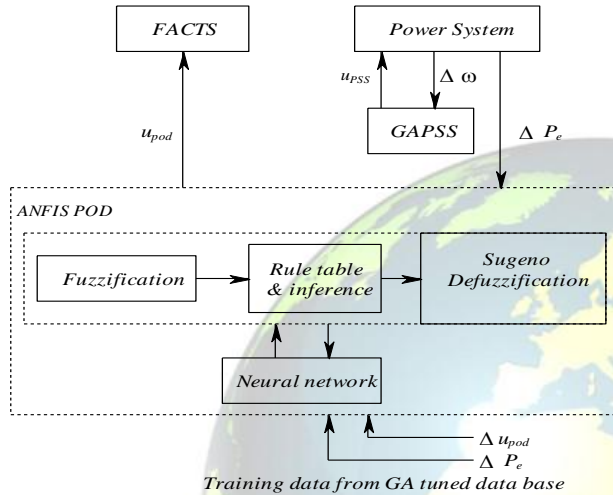 FACTS
Power System
u_PSS
Δ ω
GAPSS
u_pod
Δ P_e
ANFIS POD
Fuzzification
Rule table
& inference
Sugeno
Defuzzification
Neural network
Δ u_pod
Δ P_e
Training data from GA tuned data base